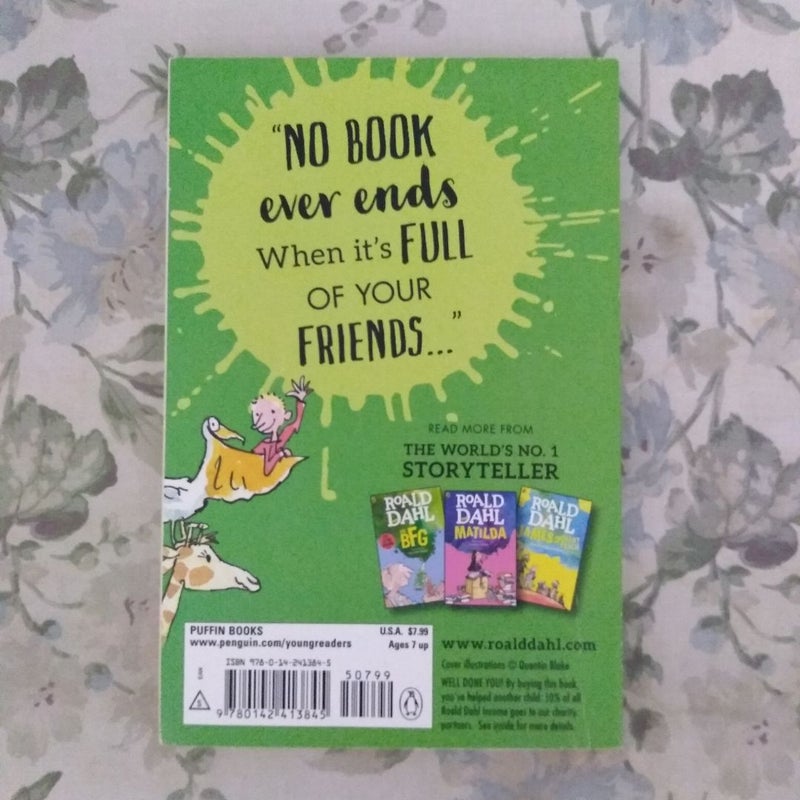 "NO BOOK
ever ends
When it's FULL
OF YOUR
FRIENDS..."
READ MORE FROM
THE WORLD'S NO. 1
STORYTELLER
ROALD
DAHL
The
BFG
ROALD
DAHL
MATILDA
ROALD
DAHL
JAMES
PUFFIN BOOKS
www.penguin.com/youngreaders
U.S.A. $7.99
Ages 7 up
ISBN 978-0-14-241384-5
50799
9 780142 413845
www.roalddahl.com
Cover illustrations © Quentin Blake
WELL DONE YOU! By buying this book,
you've helped another child: 10% of all
Roald Dahl income goes to our charity
partners. See inside for more details.